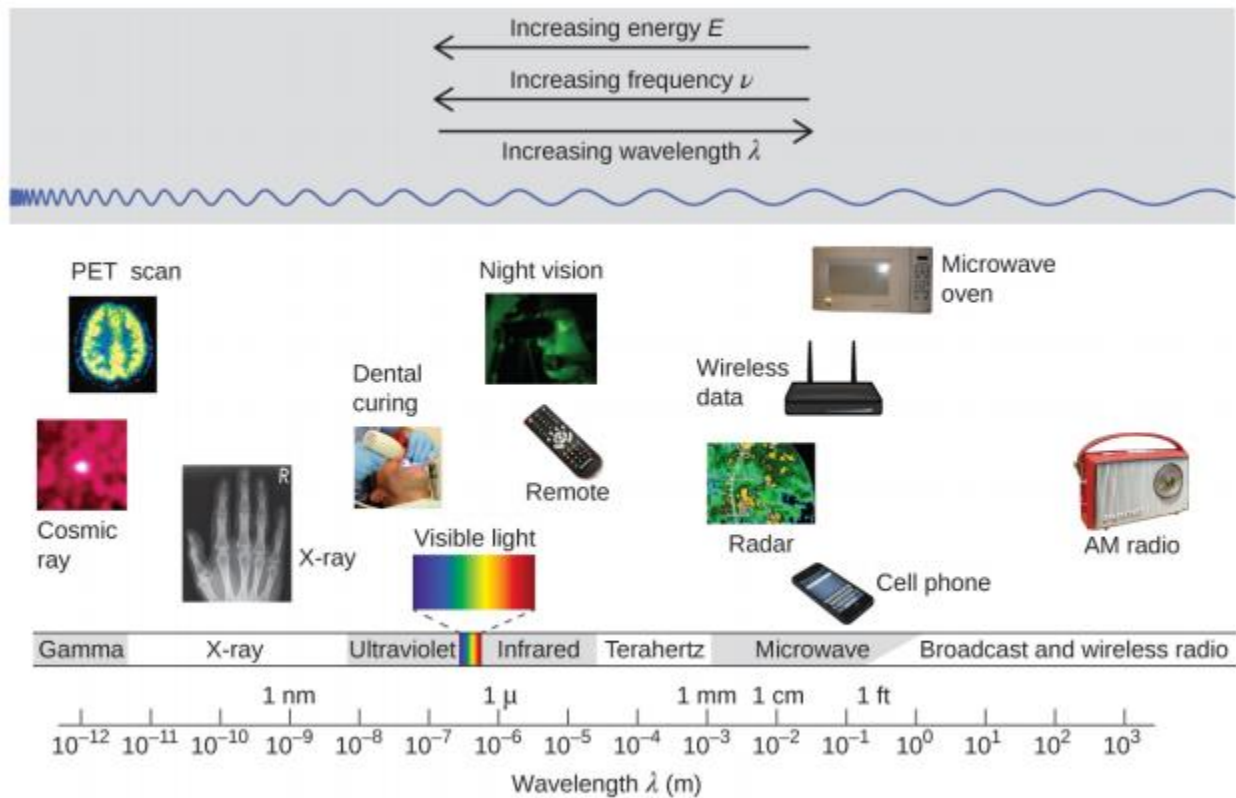 Increasing energy E
Increasing frequency ν
Increasing wavelength λ
PET scan
Night vision
Microwave
oven
Dental
curing
Wireless
data
Cosmic
ray
R
X-ray
Remote
Visible light
Radar
Cell phone
AM radio
Gamma X-ray Ultraviolet Infrared Terahertz Microwave Broadcast and wireless radio
1 nm 1 µ 1 mm 1 cm 1 ft
10⁻¹² 10⁻¹¹ 10⁻¹⁰ 10⁻⁹ 10⁻⁸ 10⁻⁷ 10⁻⁶ 10⁻⁵ 10⁻⁴ 10⁻³ 10⁻² 10⁻¹ 10⁰ 10¹ 10² 10³
Wavelength λ (m)